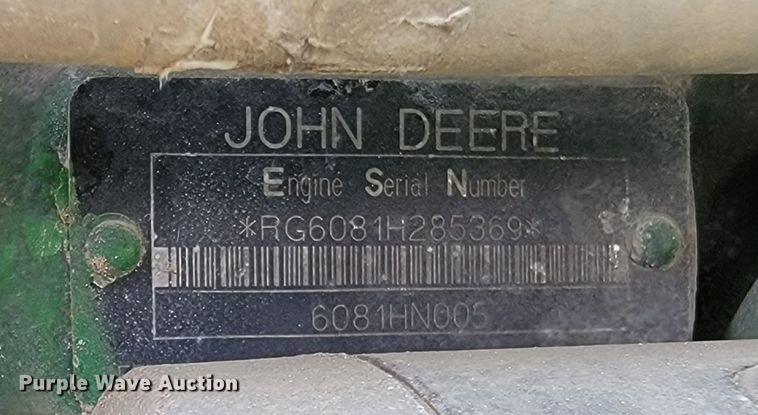 JOHN DEERE
Engine Serial Number
*RG6081H285369*
6081HN005
Purple Wave Auction